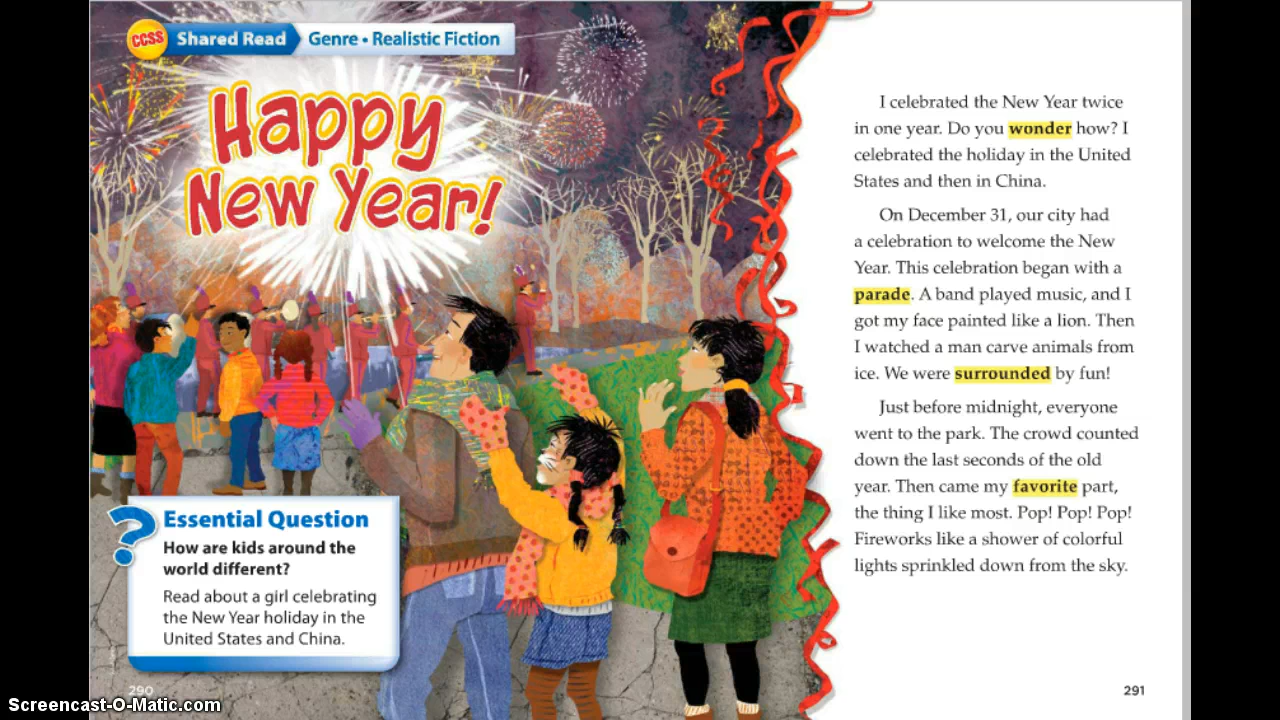 CCSS Shared Read Genre • Realistic Fiction
Happy
New Year!
? Essential Question
How are kids around the
world different?
Read about a girl celebrating
the New Year holiday in the
United States and China.
290
I celebrated the New Year twice
in one year. Do you wonder how? I
celebrated the holiday in the United
States and then in China.
On December 31, our city had
a celebration to welcome the New
Year. This celebration began with a
parade. A band played music, and I
got my face painted like a lion. Then
I watched a man carve animals from
ice. We were surrounded by fun!
Just before midnight, everyone
went to the park. The crowd counted
down the last seconds of the old
year. Then came my favorite part,
the thing I like most. Pop! Pop! Pop!
Fireworks like a shower of colorful
lights sprinkled down from the sky.
291
Screencast-O-Matic.com